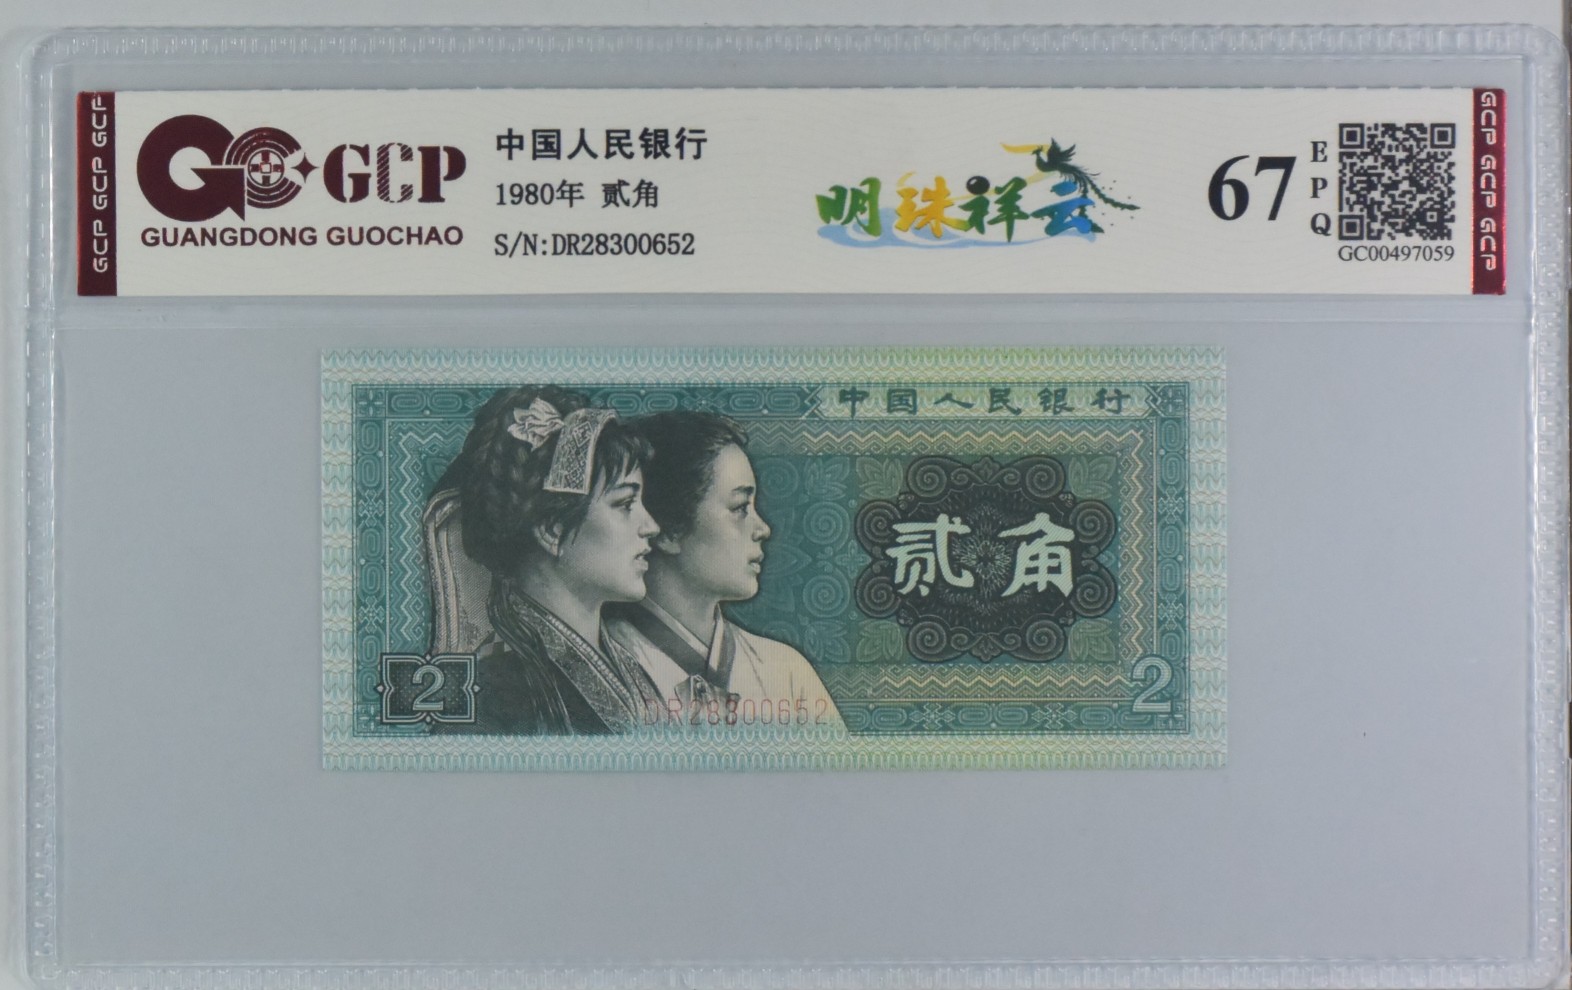 GCP GCP GCP
GCP
GUANGDONG GUOCHAO
中国人民银行
1980年 贰角
S/N:DR28300652
明珠祥云
67
EPQ
GC00497059
GCP GCP GCP
中国人民银行
贰角
2
2
DR28300652